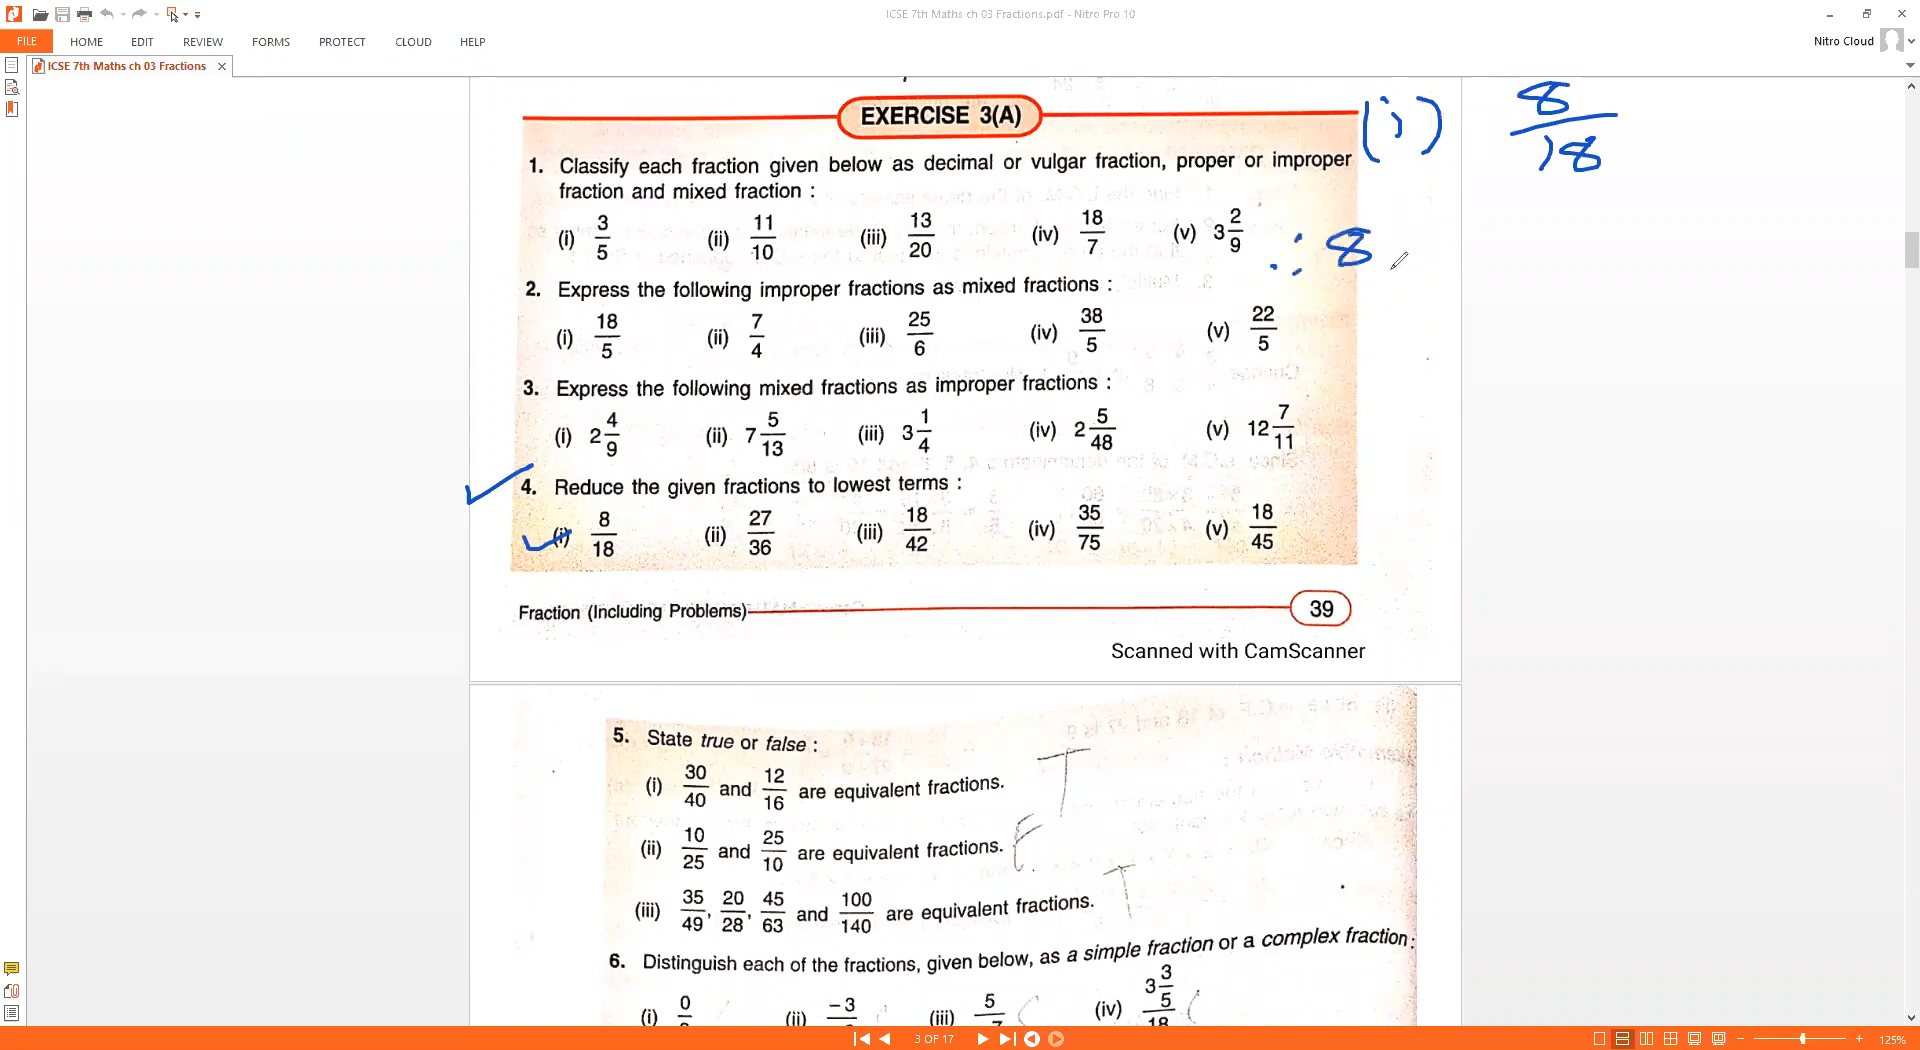 ICSE 7th Maths ch 03 Fractions.pdf - Nitro Pro 10
FILE HOME EDIT REVIEW FORMS PROTECT CLOUD HELP
Nitro Cloud
ICSE 7th Maths ch 03 Fractions
EXERCISE 3(A)
(i) 8/18
1. Classify each fraction given below as decimal or vulgar fraction, proper or improper
fraction and mixed fraction :
(i) 3/5 (ii) 11/10 (iii) 13/20 (iv) 18/7 (v) 3 2/9
∴ 8
2. Express the following improper fractions as mixed fractions :
(i) 18/5 (ii) 7/4 (iii) 25/6 (iv) 38/5 (v) 22/5
3. Express the following mixed fractions as improper fractions :
(i) 2 4/9 (ii) 7 5/13 (iii) 3 1/4 (iv) 2 5/48 (v) 12 7/11
4. Reduce the given fractions to lowest terms :
(i) 8/18 (ii) 27/36 (iii) 18/42 (iv) 35/75 (v) 18/45
Fraction (Including Problems) 39
Scanned with CamScanner
5. State true or false :
(i) 30/40 and 12/16 are equivalent fractions. T
(ii) 10/25 and 25/10 are equivalent fractions. F
(iii) 35/49, 20/28, 45/63 and 100/140 are equivalent fractions. T
6. Distinguish each of the fractions, given below, as a simple fraction or a complex fraction :
(i) 0 (ii) -3 (iii) 5 (iv) 3 3/5 / 18
3 OF 17
125%